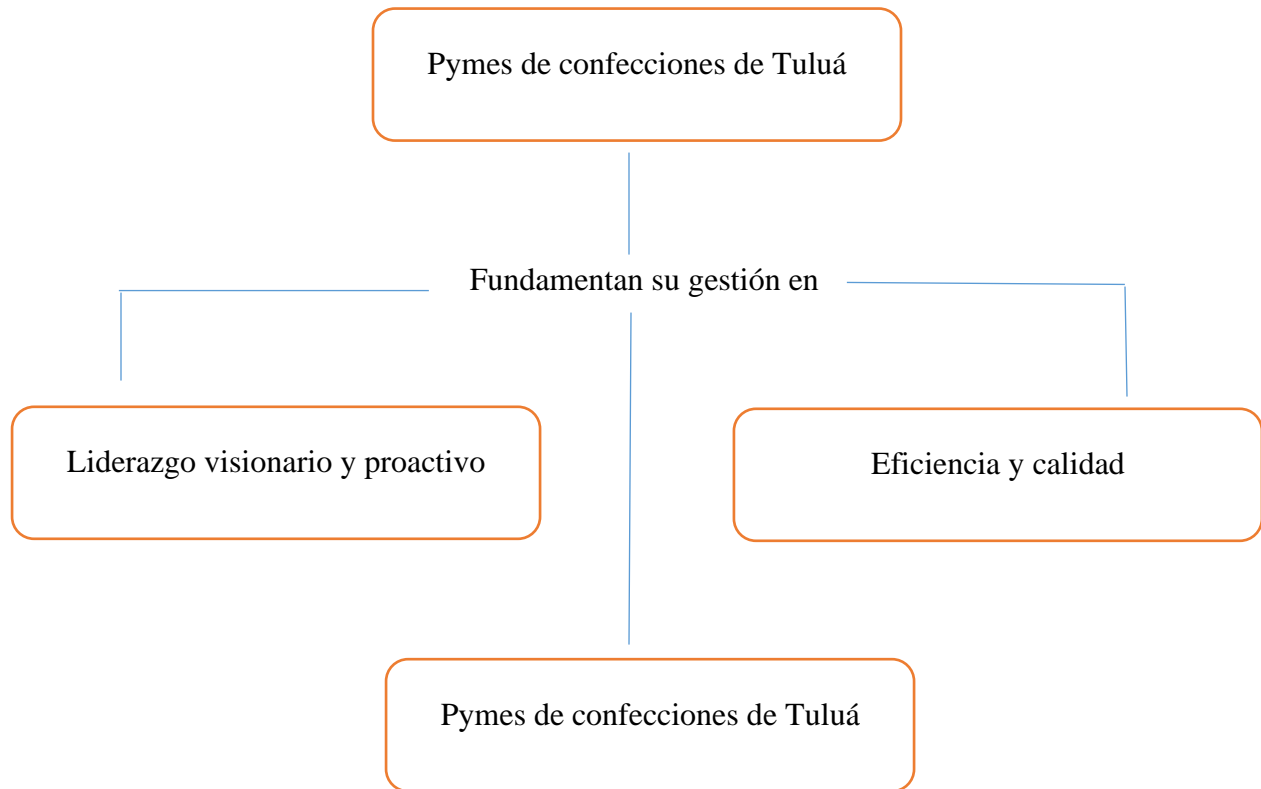 Pymes de confecciones de Tuluá
Fundamentan su gestión en
Liderazgo visionario y proactivo
Eficiencia y calidad
Pymes de confecciones de Tuluá